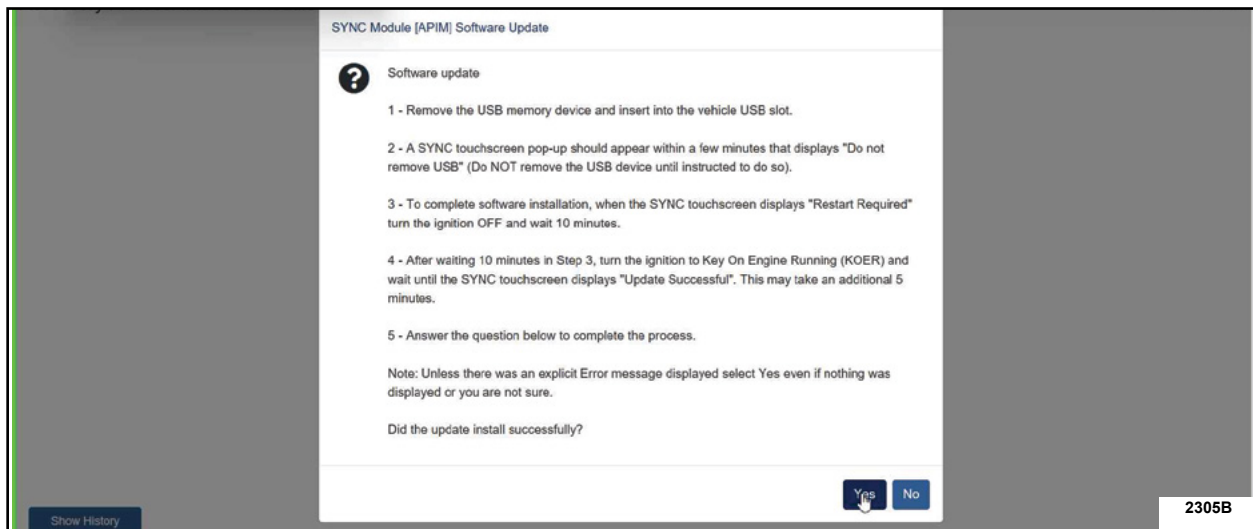 SYNC Module [APIM] Software Update
Software update
1 - Remove the USB memory device and insert into the vehicle USB slot.
2 - A SYNC touchscreen pop-up should appear within a few minutes that displays "Do not
remove USB" (Do NOT remove the USB device until instructed to do so).
3 - To complete software installation, when the SYNC touchscreen displays "Restart Required"
turn the ignition OFF and wait 10 minutes.
4 - After waiting 10 minutes in Step 3, turn the ignition to Key On Engine Running (KOER) and
wait until the SYNC touchscreen displays "Update Successful". This may take an additional 5
minutes.
5 - Answer the question below to complete the process.
Note: Unless there was an explicit Error message displayed select Yes even if nothing was
displayed or you are not sure.
Did the update install successfully?
Yes No
Show History
2305B